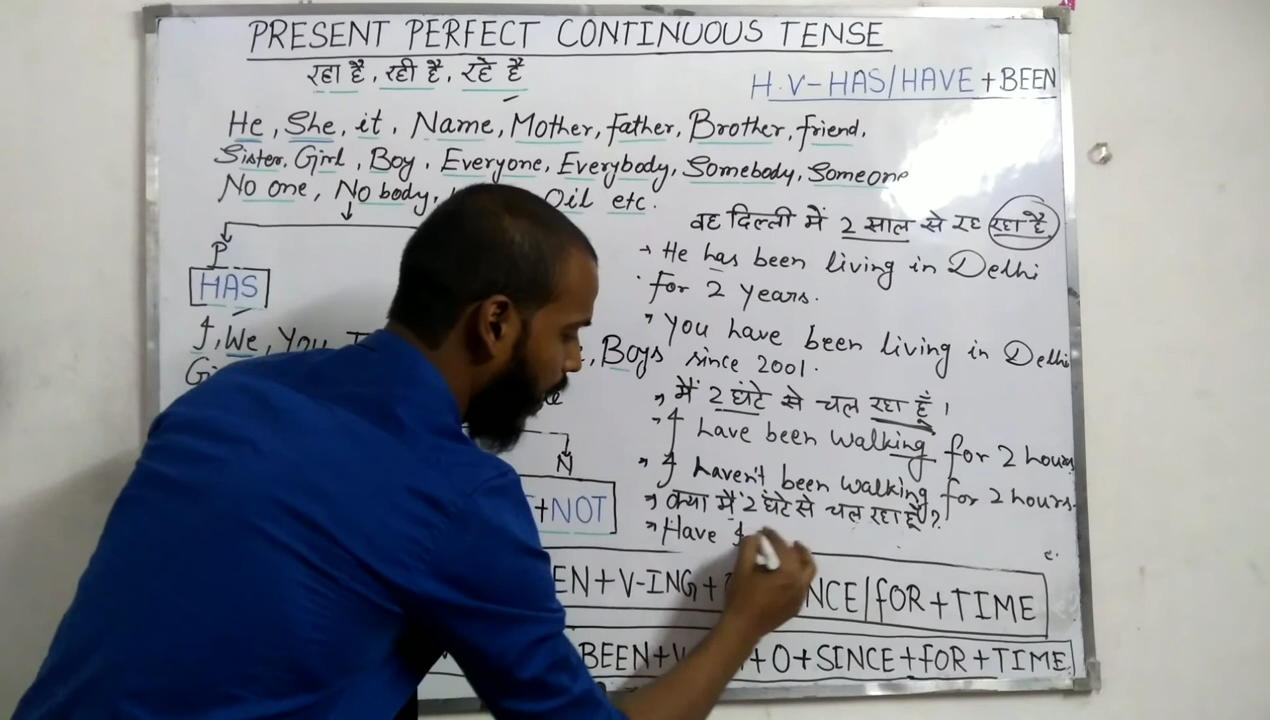 PRESENT PERFECT CONTINUOUS TENSE
रहा है, रही है, रहे हैं
H.V-HAS/HAVE +BEEN
He, She, it, Name, Mother, father, Brother, friend,
Sister, Girl, Boy, Everyone, Everybody, Somebody, Someone
No one, No body, Oil etc.
P
HAS
I, We, You
Boys
N
+NOT
वह दिल्ली में 2 साल से रह रहा है
He has been living in Delhi
for 2 years.
You have been living in Delhi
since 2001.
मैं 2 घंटे से चल रहा हूँ।
I have been walking for 2 hours
I haven't been walking for 2 hours.
क्या मैं 2 घंटे से चल रहा हूँ?
Have I
EN+V-ING+ NCE/FOR+TIME
BEEN+V +O+SINCE+FOR+TIME